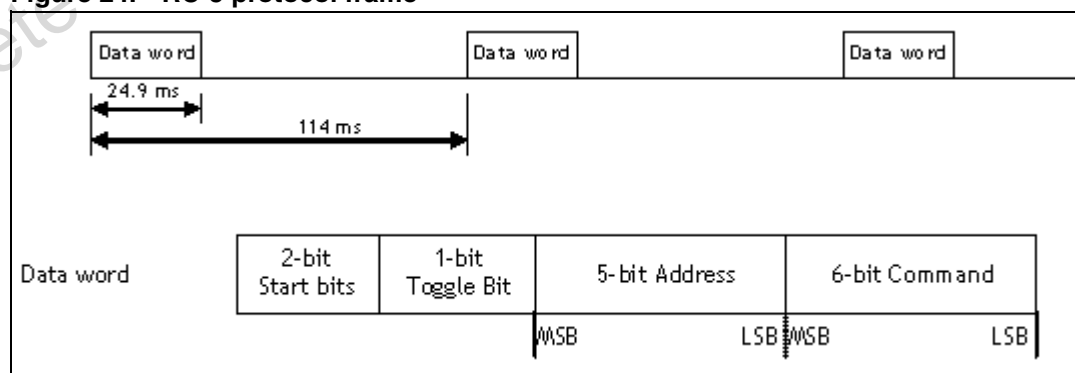 Data word Data word Data word
24.9 ms
114 ms
Data word
2-bit Start bits
1-bit Toggle Bit
5-bit Address
6-bit Command
MSB LSB MSB LSB